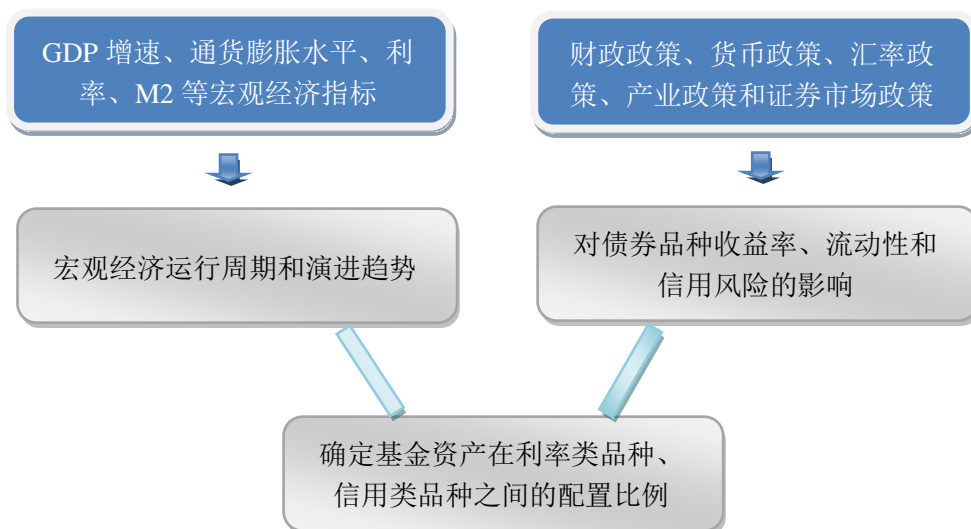 GDP 增速、通货膨胀水平、利
率、M2 等宏观经济指标
财政政策、货币政策、汇率政
策、产业政策和证券市场政策
宏观经济运行周期和演进趋势
对债券品种收益率、流动性和
信用风险的影响
确定基金资产在利率类品种、
信用类品种之间的配置比例